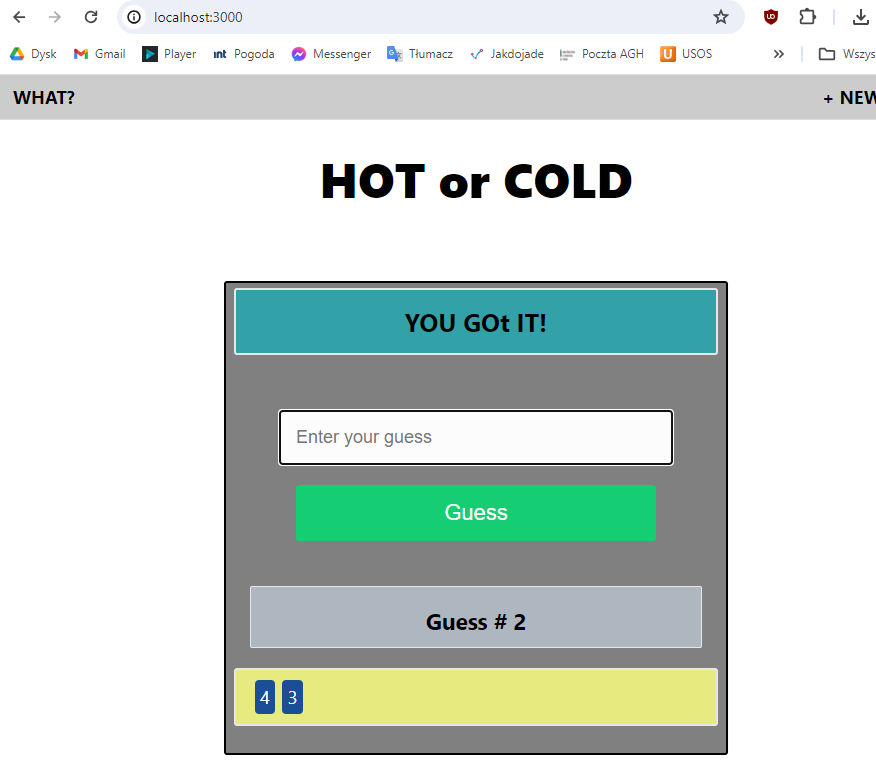 localhost:3000
Dysk Gmail Player int Pogoda Messenger Tłumacz Jakdojade Poczta AGH USOS » Wszys
WHAT? + NEW
HOT or COLD
YOU GOt IT!
Enter your guess
Guess
Guess # 2
4 3